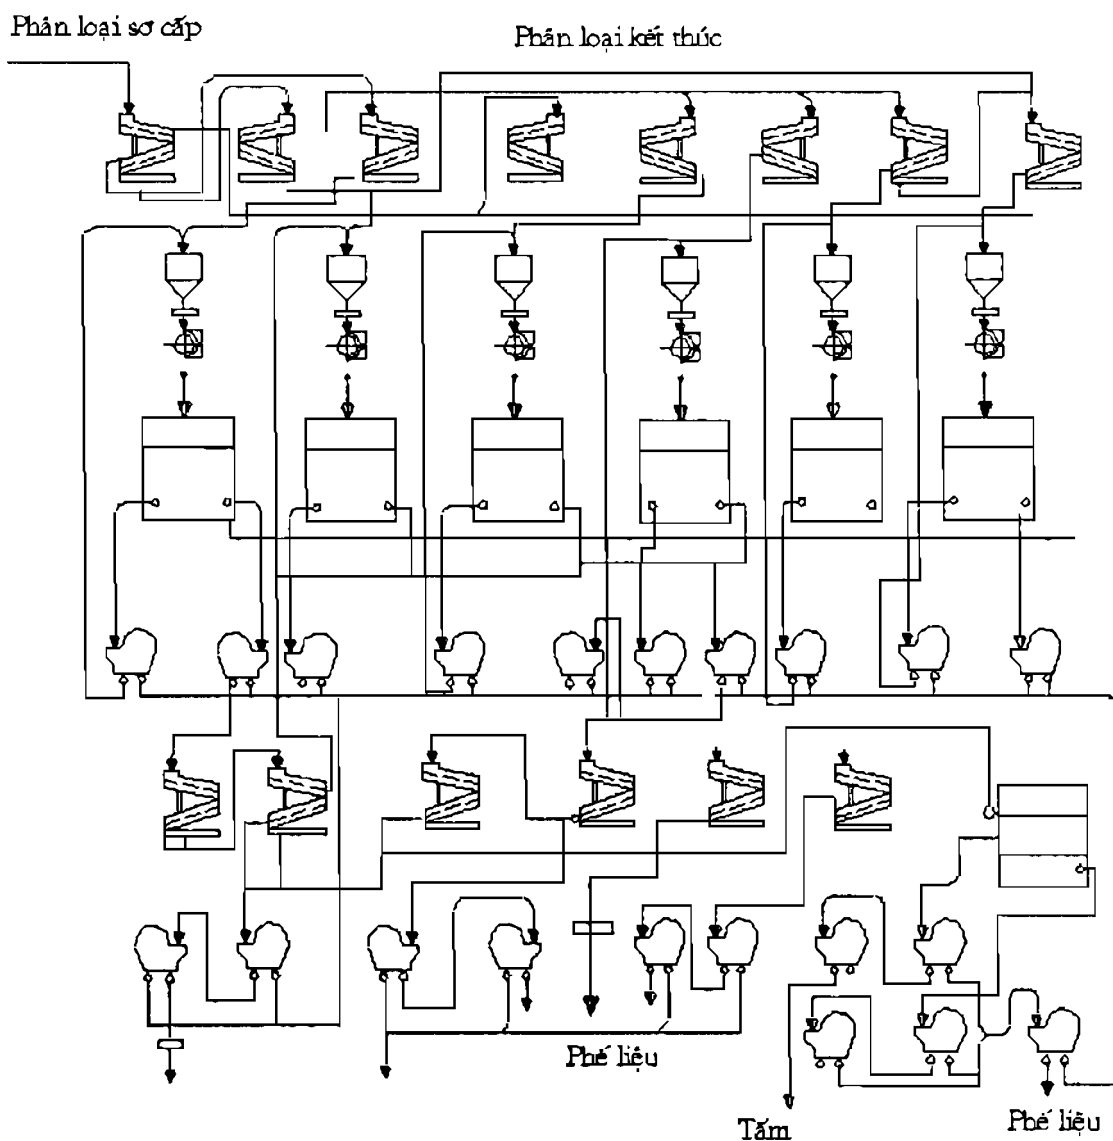 Phân loại sơ cấp
Phân loại kết thúc
Phế liệu
Tấm
Phế liệu